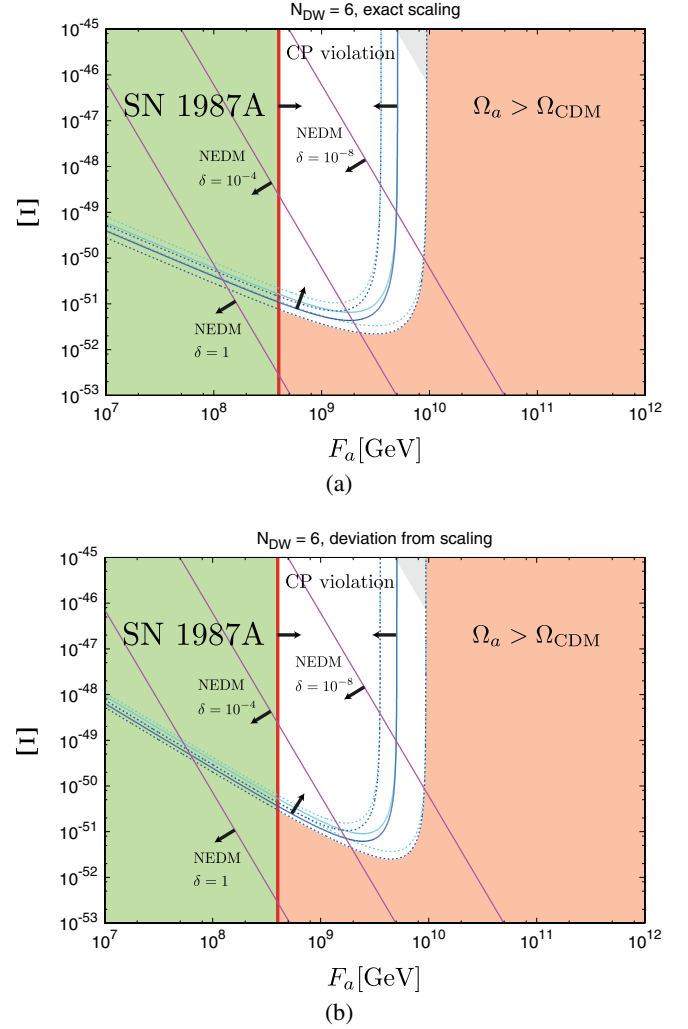 N_DW = 6, exact scaling
10^-45
CP violation
10^-46
SN 1987A
Ω_a > Ω_CDM
10^-47
NEDM
δ = 10^-8
10^-48
NEDM
δ = 10^-4
10^-49
Ξ
10^-50
10^-51
NEDM
δ = 1
10^-52
10^-53
10^7 10^8 10^9 10^10 10^11 10^12
F_a[GeV]
(a)
N_DW = 6, deviation from scaling
10^-45
CP violation
10^-46
SN 1987A
Ω_a > Ω_CDM
10^-47
NEDM
δ = 10^-8
10^-48
NEDM
δ = 10^-4
10^-49
Ξ
10^-50
10^-51
NEDM
δ = 1
10^-52
10^-53
10^7 10^8 10^9 10^10 10^11 10^12
F_a[GeV]
(b)